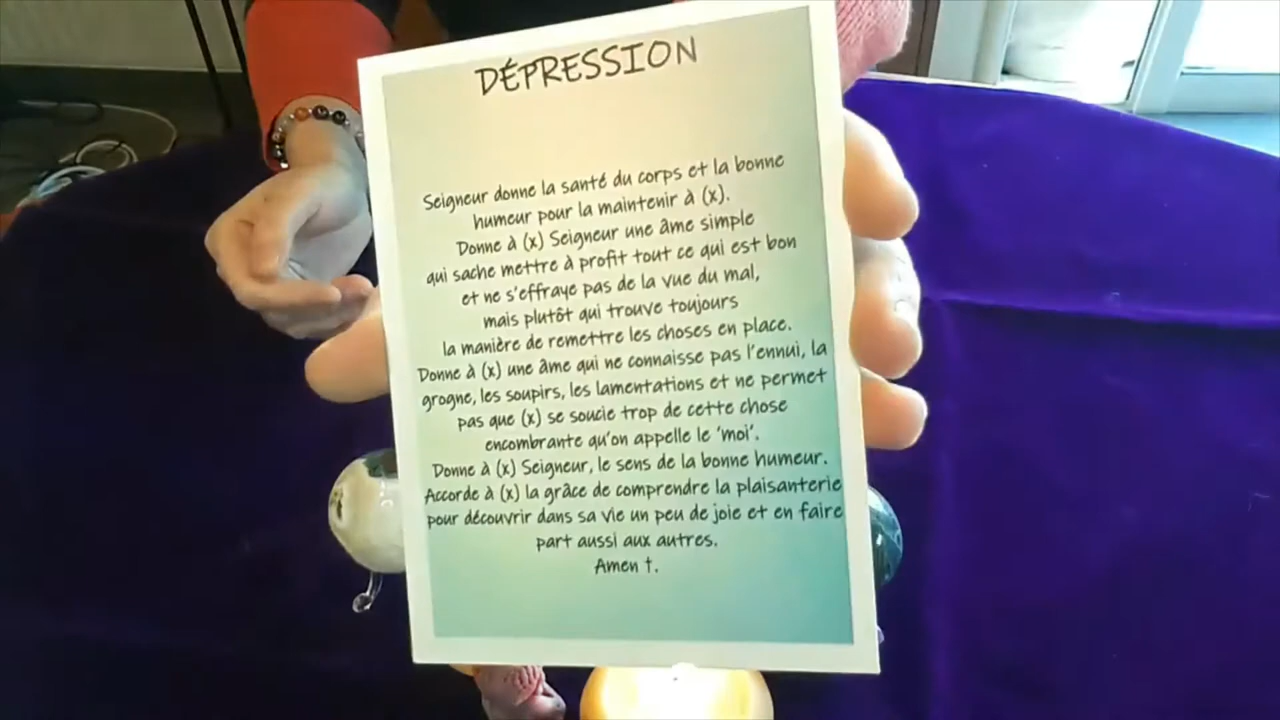 DÉPRESSION
Seigneur donne la santé du corps et la bonne
humeur pour la maintenir à (x).
Donne à (x) Seigneur une âme simple
qui sache mettre à profit tout ce qui est bon
et ne s'effraye pas de la vue du mal,
mais plutôt qui trouve toujours
la manière de remettre les choses en place.
Donne à (x) une âme qui ne connaisse pas l'ennui, la
grogne, les soupirs, les lamentations et ne permet
pas que (x) se soucie trop de cette chose
encombrante qu'on appelle le 'moi'.
Donne à (x) Seigneur, le sens de la bonne humeur.
Accorde à (x) la grâce de comprendre la plaisanterie
pour découvrir dans sa vie un peu de joie et en faire
part aussi aux autres.
Amen †.